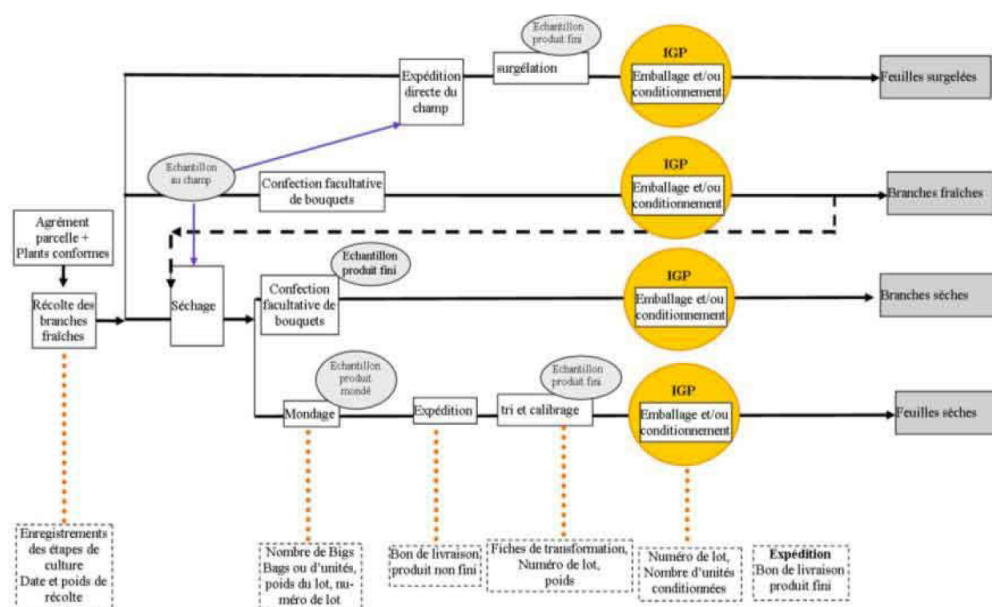 Echantillon
produit fini
surgélation
IGP
Emballage et/ou
conditionnement
Feuilles surgelées
Expédition
directe du
champ
Echantillon
au champ
Confection facultative
de bouquets
IGP
Emballage et/ou
conditionnement
Branches fraîches
Agrément
parcelle +
Plants conformes
Récolte des
branches
fraîches
Séchage
Echantillon
produit fini
Confection
facultative de
bouquets
IGP
Emballage et/ou
conditionnement
Branches sèches
Echantillon
produit
mondé
Mondage
Expédition
Echantillon
produit fini
tri et calibrage
IGP
Emballage et/ou
conditionnement
Feuilles sèches
Enregistrements
des étapes de
culture
Date et poids de
récolte
Nombre de Bigs
Bags ou d'unités,
poids du lot, nu-
méro de lot
Bon de livraison,
produit non fini
Fiches de transformation,
Numéro de lot,
poids
Numéro de lot,
Nombre d'unités
conditionnées
Expédition
Bon de livraison
produit fini